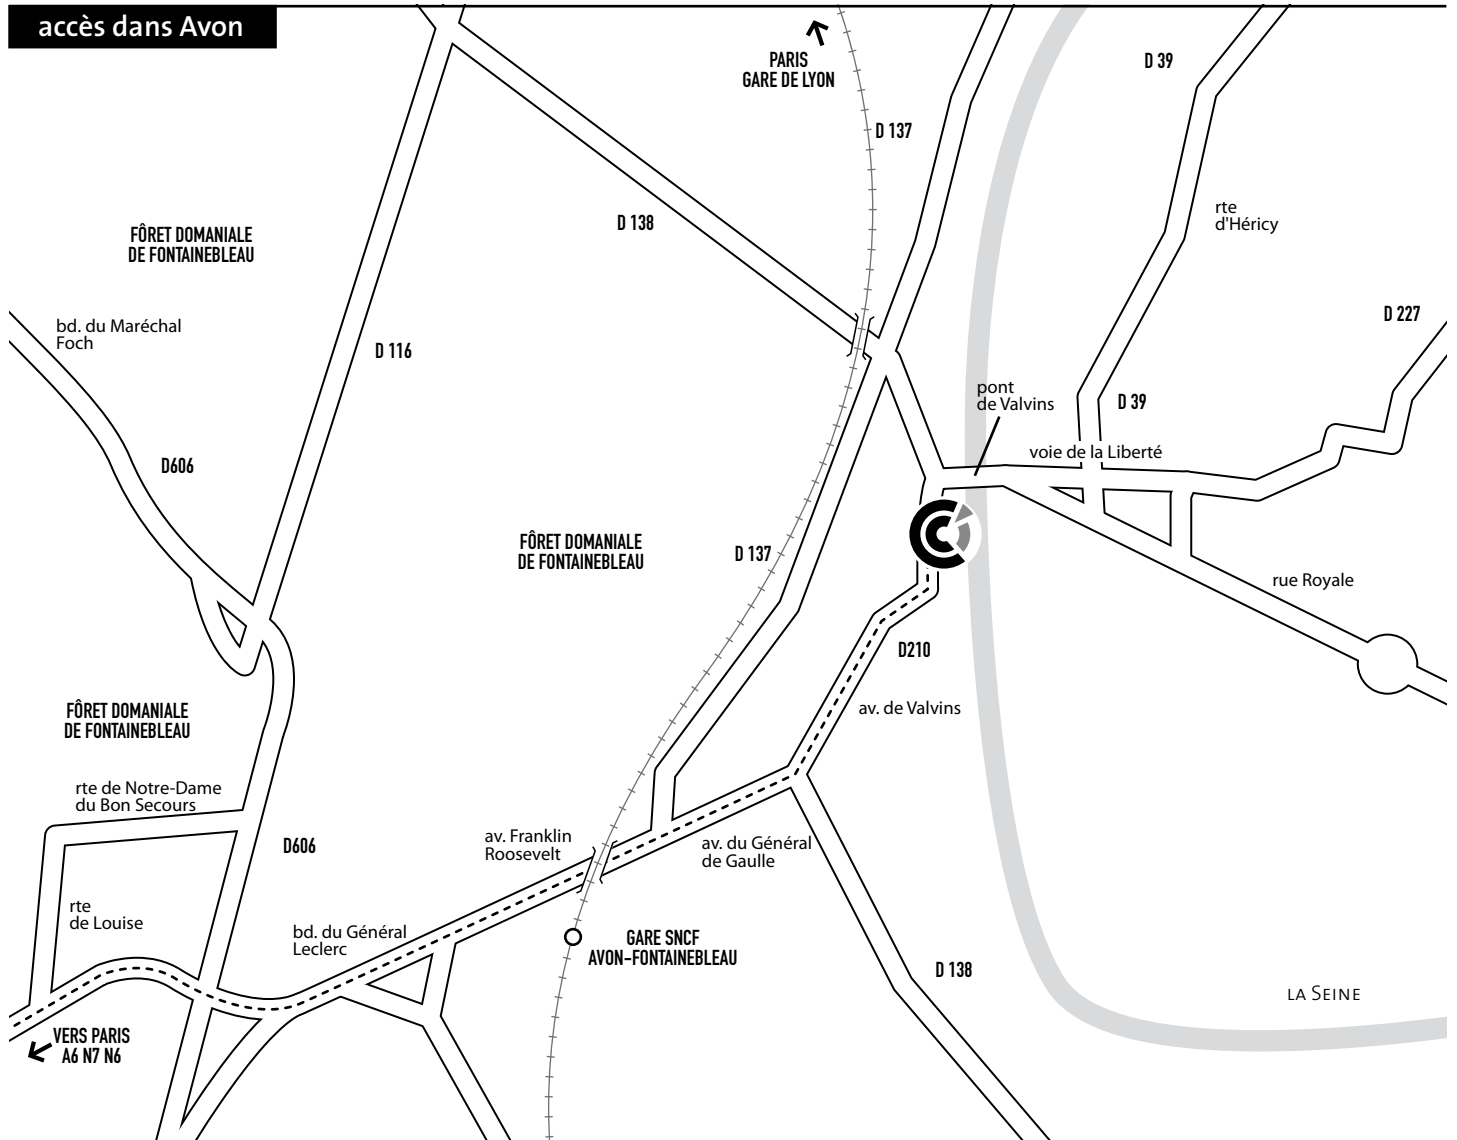 accès dans Avon
PARIS
GARE DE LYON
D 39
D 137
D 138
rte
d'Héricy
FÔRET DOMANIALE
DE FONTAINEBLEAU
bd. du Maréchal
Foch
D 116
D 227
pont
de Valvins
D 39
voie de la Liberté
D606
FÔRET DOMANIALE
DE FONTAINEBLEAU
D 137
rue Royale
D210
av. de Valvins
FÔRET DOMANIALE
DE FONTAINEBLEAU
rte de Notre-Dame
du Bon Secours
D606
av. Franklin
Roosevelt
av. du Général
de Gaulle
rte
de Louise
bd. du Général
Leclerc
GARE SNCF
AVON-FONTAINEBLEAU
D 138
LA SEINE
VERS PARIS
A6 N7 N6